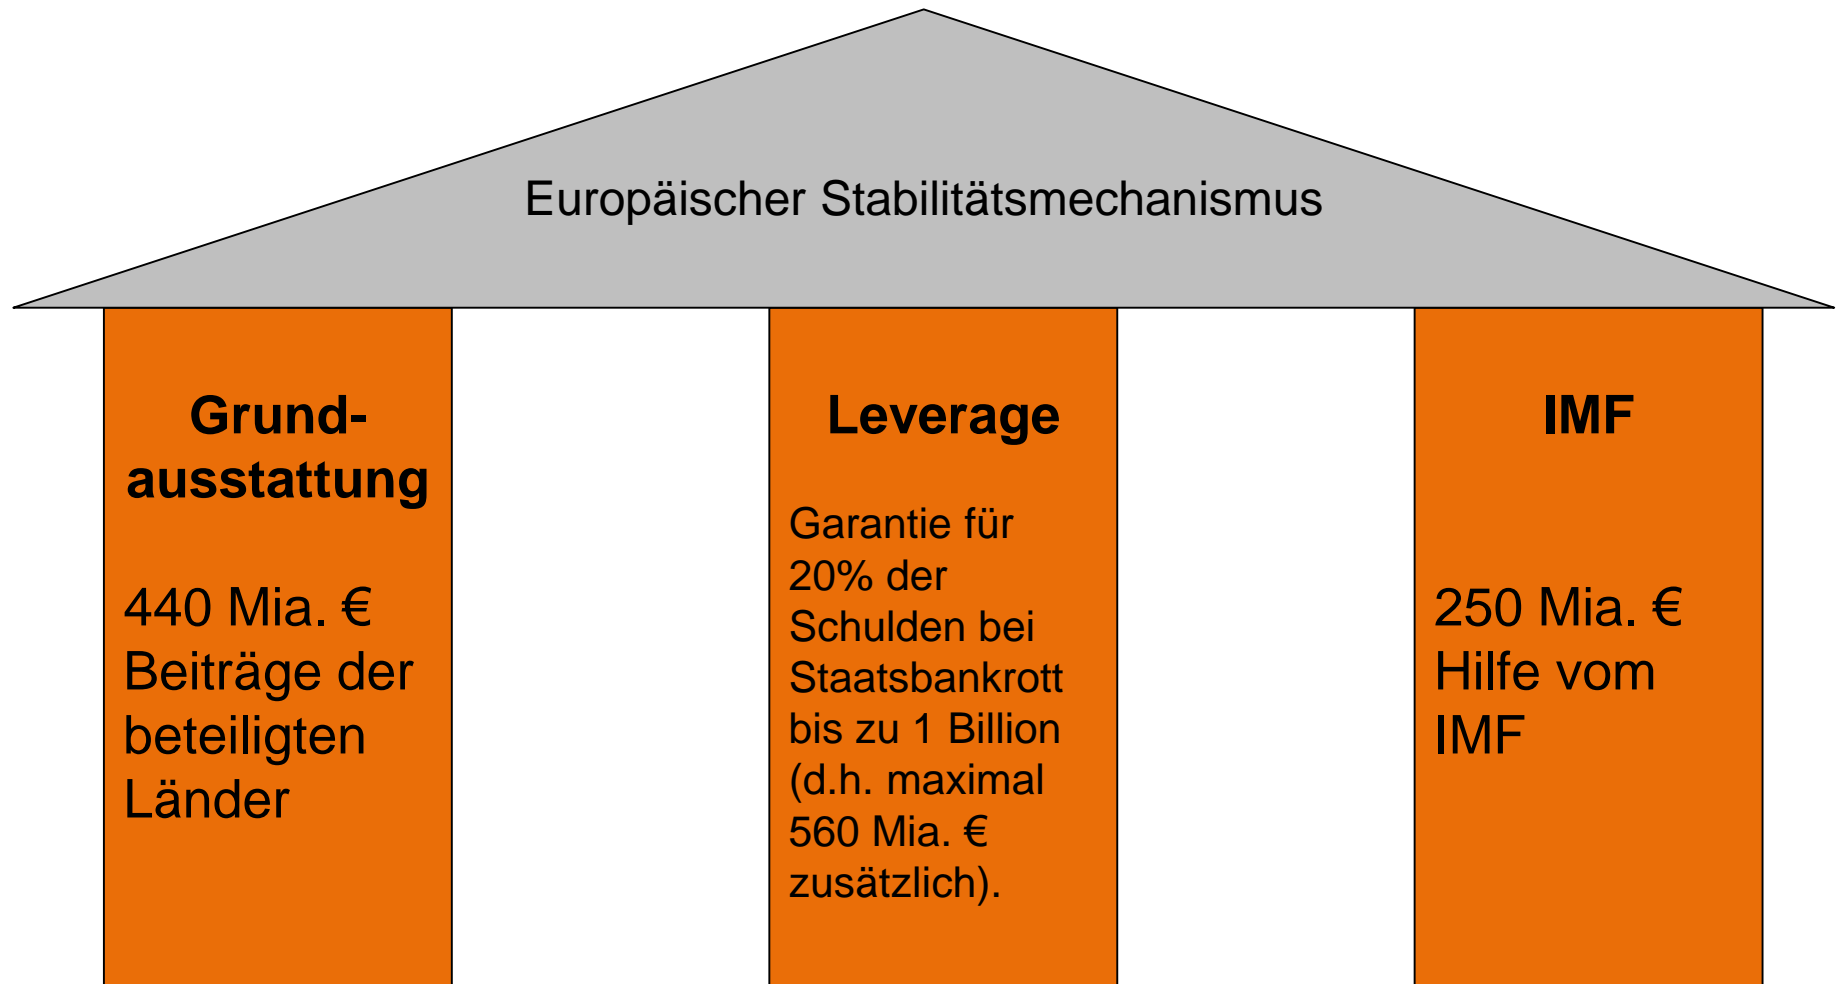 Europäischer Stabilitätsmechanismus
Grund-
ausstattung
440 Mia. €
Beiträge der
beteiligten
Länder
Leverage
Garantie für
20% der
Schulden bei
Staatsbankrott
bis zu 1 Billion
(d.h. maximal
560 Mia. €
zusätzlich).
IMF
250 Mia. €
Hilfe vom
IMF